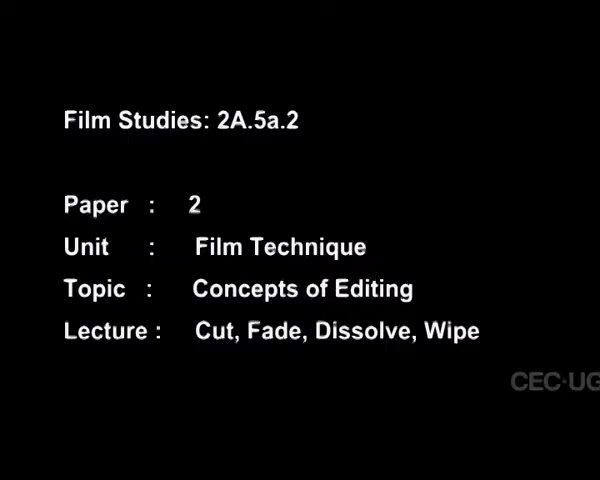 Film Studies: 2A.5a.2
Paper : 2
Unit : Film Technique
Topic : Concepts of Editing
Lecture : Cut, Fade, Dissolve, Wipe
CEC-UG